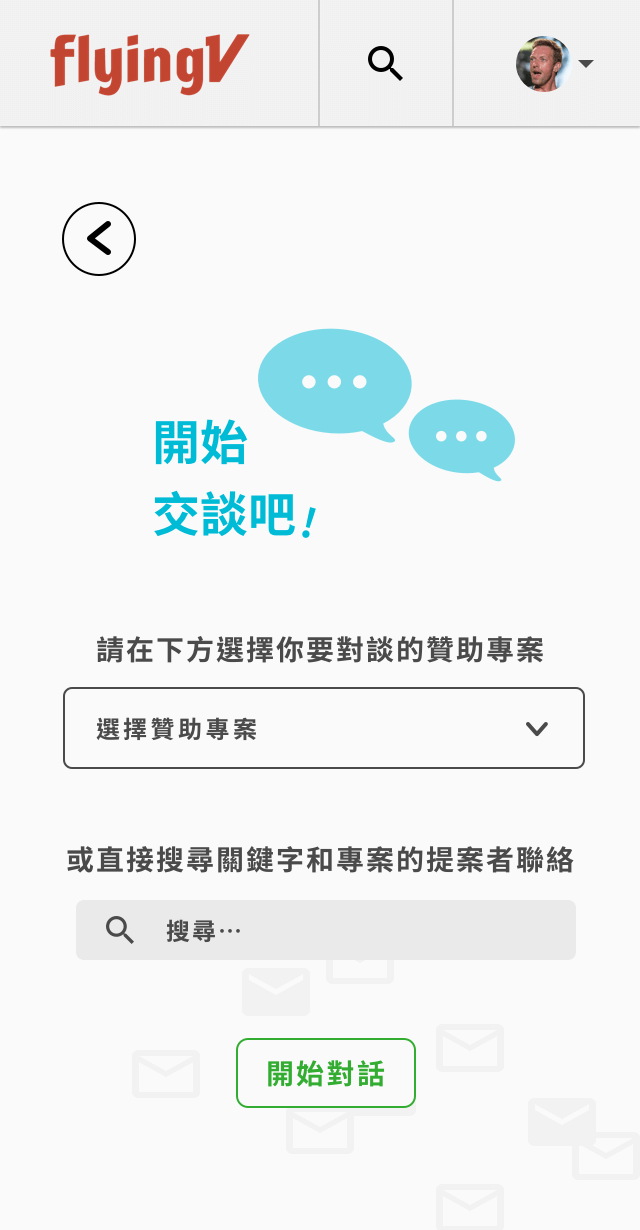 flyingV
開始
交談吧！
請在下方選擇你要對談的贊助專案
選擇贊助專案
或直接搜尋關鍵字和專案的提案者聯絡
搜尋…
開始對話